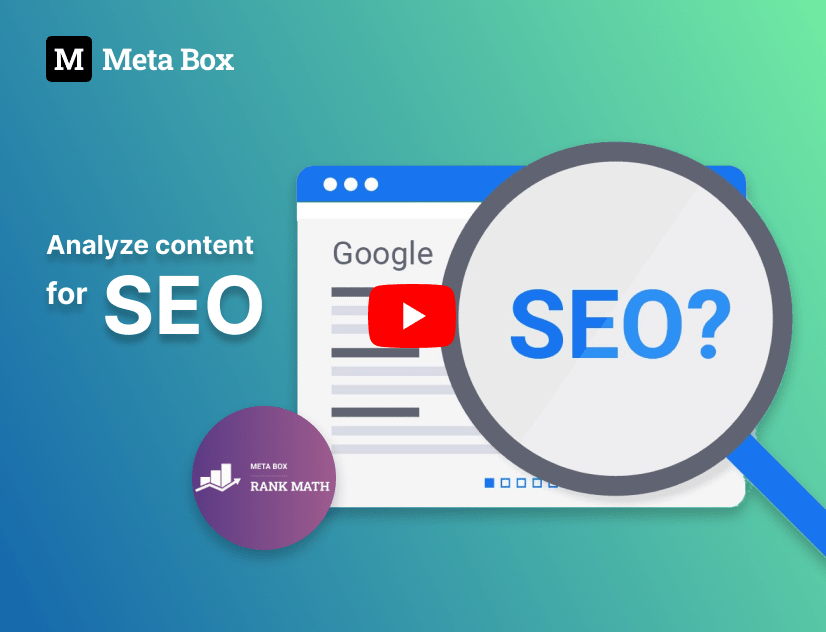 M Meta Box
Analyze content
for SEO
Google
SEO?
META BOX
RANK MATH